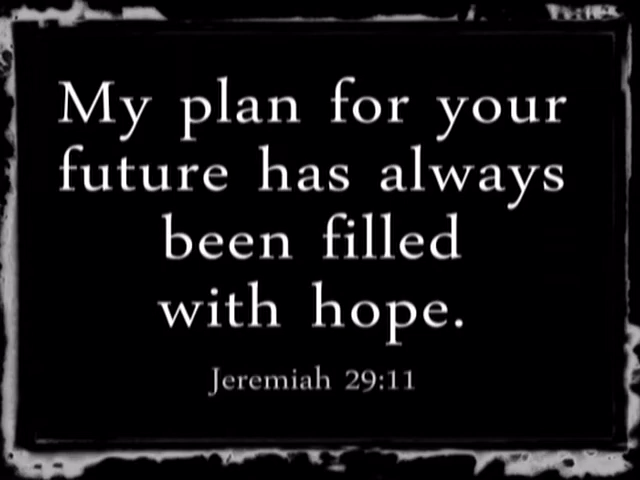 My plan for your
future has always
been filled
with hope.
Jeremiah 29:11